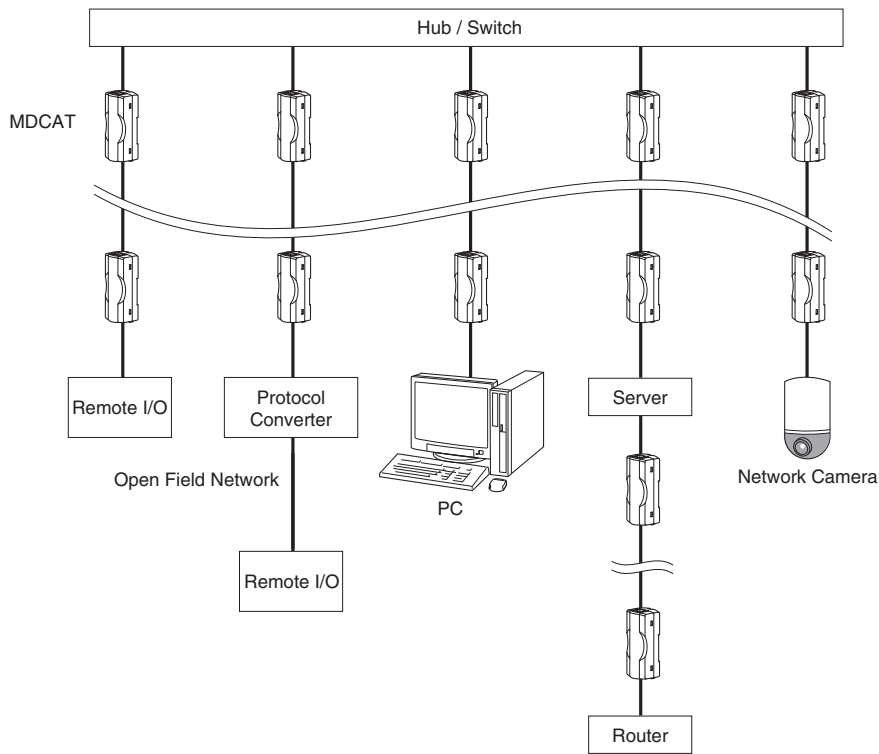 Hub / Switch
MDCAT
Remote I/O
Protocol
Converter
Server
Open Field Network
PC
Network Camera
Remote I/O
Router